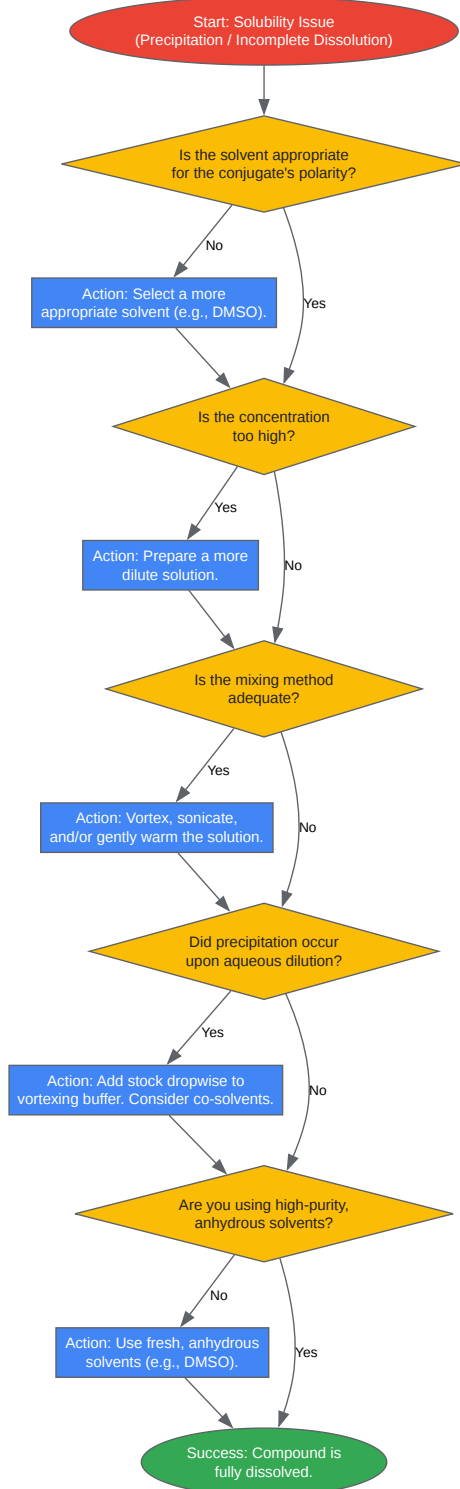 Start: Solubility Issue
(Precipitation / Incomplete Dissolution)
Is the solvent appropriate
for the conjugate's polarity?
No
Yes
Action: Select a more
appropriate solvent (e.g., DMSO).
Is the concentration
too high?
Yes
No
Action: Prepare a more
dilute solution.
Is the mixing method
adequate?
Yes
No
Action: Vortex, sonicate,
and/or gently warm the solution.
Did precipitation occur
upon aqueous dilution?
Yes
No
Action: Add stock dropwise to
vortexing buffer. Consider co-solvents.
Are you using high-purity,
anhydrous solvents?
No
Yes
Action: Use fresh, anhydrous
solvents (e.g., DMSO).
Success: Compound is
fully dissolved.